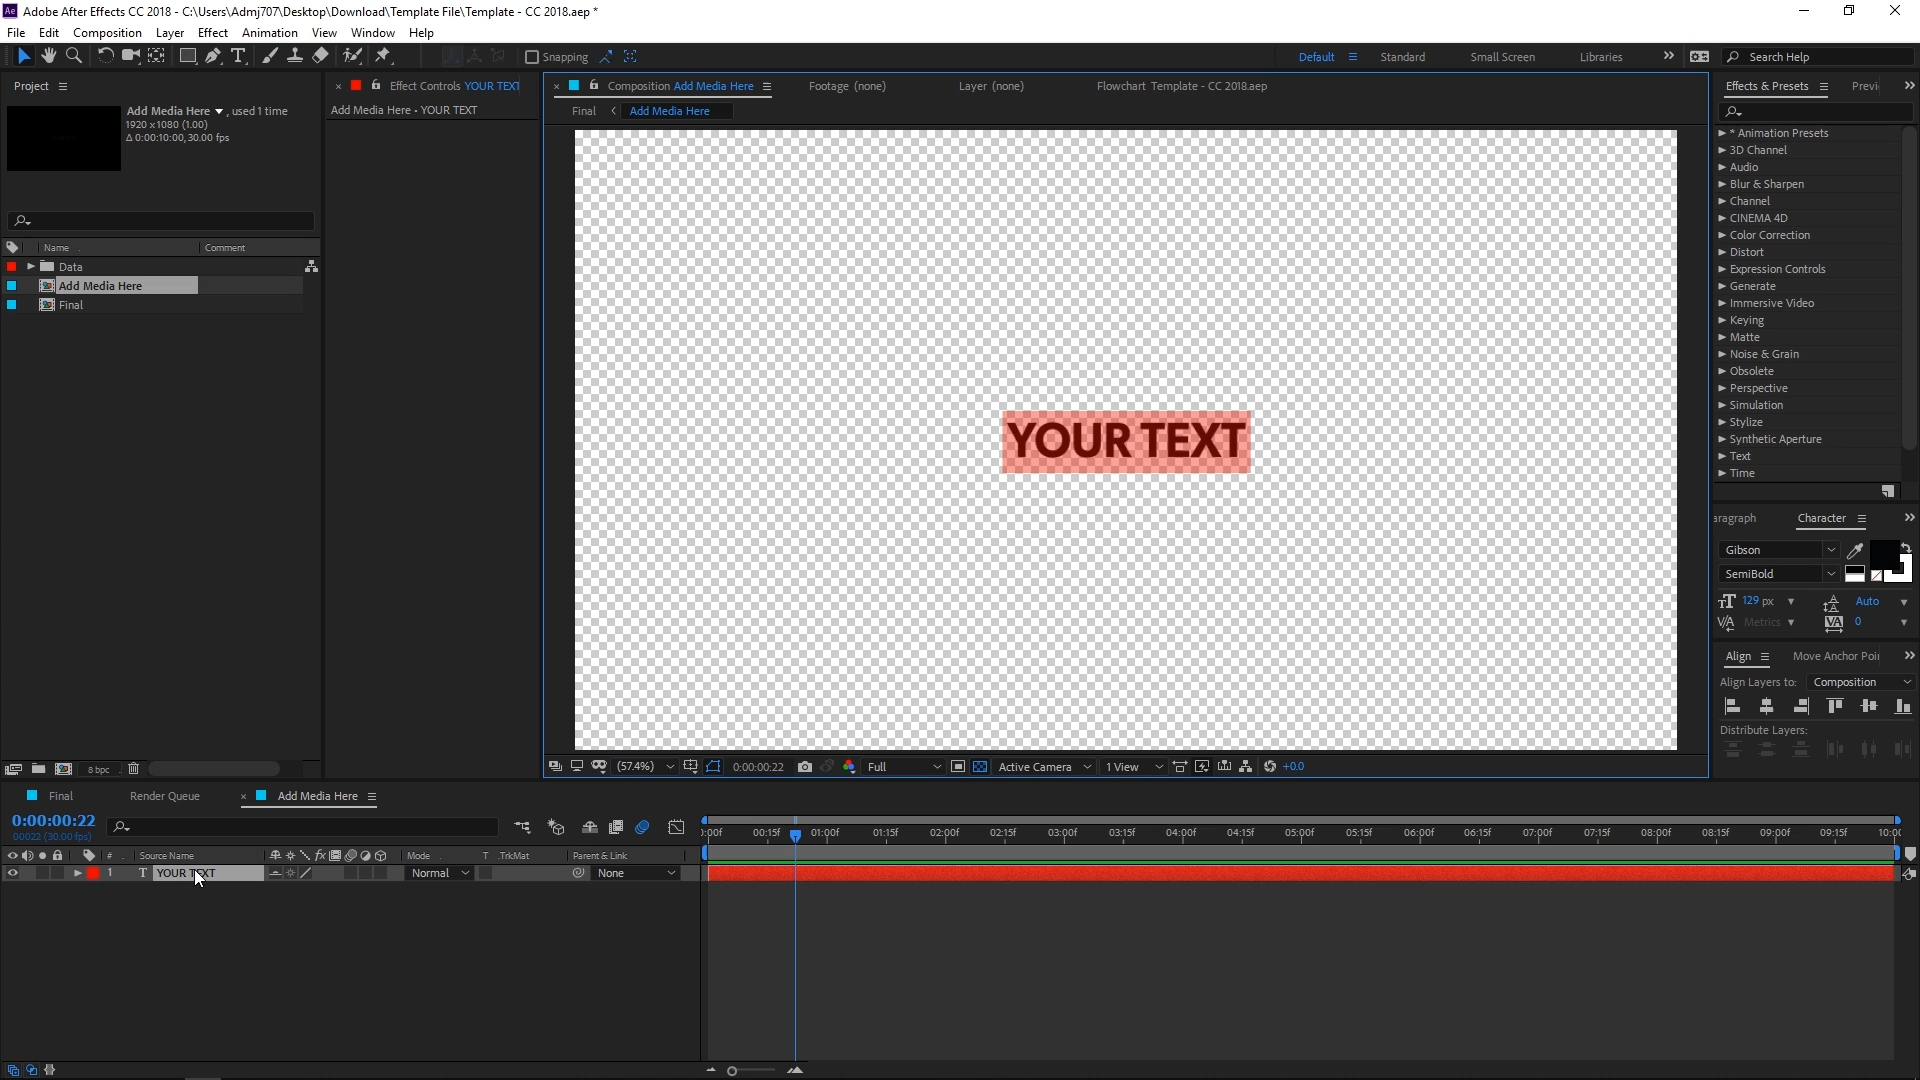 Adobe After Effects CC 2018 - C:\Users\Admj707\Desktop\Download\Template File\Template - CC 2018.aep *
File Edit Composition Layer Effect Animation View Window Help
Snapping Default Standard Small Screen Libraries Search Help
Project
Add Media Here , used 1 time
1920 x 1080 (1.00)
Δ 0:00:10:00, 30.00 fps
Name Comment
Data
Add Media Here
Final
8 bpc
Effect Controls YOUR TEXT
Add Media Here • YOUR TEXT
Composition Add Media Here Footage (none) Layer (none) Flowchart Template - CC 2018.aep
Final Add Media Here
YOUR TEXT
(57.4%) 0:00:00:22 Full Active Camera 1 View +0.0
Effects & Presets Previ
* Animation Presets
3D Channel
Audio
Blur & Sharpen
Channel
CINEMA 4D
Color Correction
Distort
Expression Controls
Generate
Immersive Video
Keying
Matte
Noise & Grain
Obsolete
Perspective
Simulation
Stylize
Synthetic Aperture
Text
Time
aragraph Character
Gibson
SemiBold
129 px Auto
Metrics 0
Align Move Anchor Poi
Align Layers to: Composition
Distribute Layers:
Final Render Queue Add Media Here
0:00:00:22
00022 (30.00 fps)
:00f 00:15f 01:00f 01:15f 02:00f 02:15f 03:00f 03:15f 04:00f 04:15f 05:00f 05:15f 06:00f 06:15f 07:00f 07:15f 08:00f 08:15f 09:00f 09:15f 10:00
# Source Name Mode T .TrkMat Parent & Link
1 T YOUR TEXT Normal None